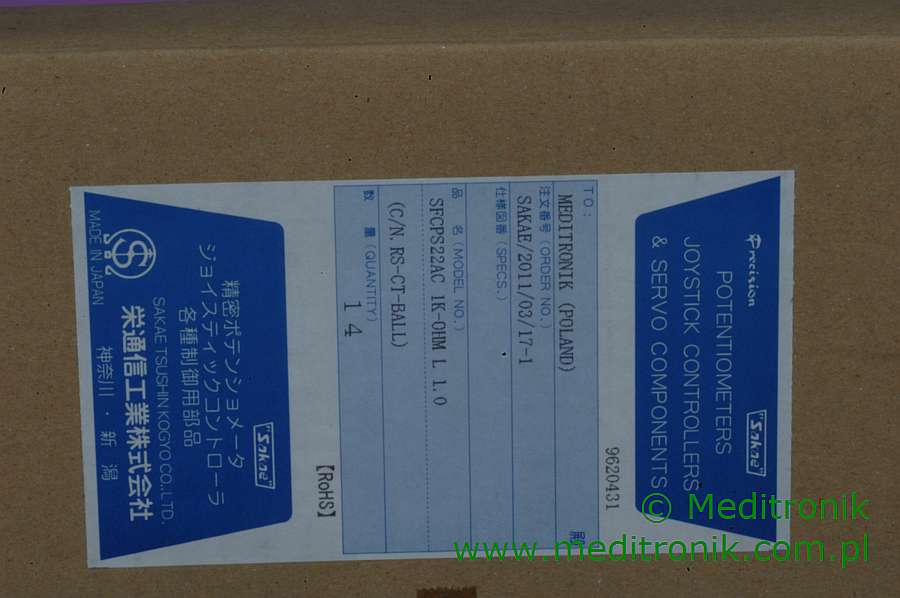 Precision
Sakae
POTENTIOMETERS
JOYSTICK CONTROLLERS
& SERVO COMPONENTS
9620431
TO:
MEDITRONIK (POLAND)
殿
注文番号 (ORDER NO.)
SAKAE/2011/03/17-1
仕様図番 (SPECS.)
品 名 (MODEL NO.)
SFCPS22AC 1K-OHM L 1.0
(C/N. RS-CT-BALL)
数 量 (QUANTITY)
14
【RoHS】
Sakae
精密ポテンショメータ
ジョイスティックコントローラ
各種制御用部品
SAKAE TSUSHIN KOGYO CO., LTD.
栄通信工業株式会社
MADE IN JAPAN
神奈川・新潟
© Meditronik
www.meditronik.com.pl